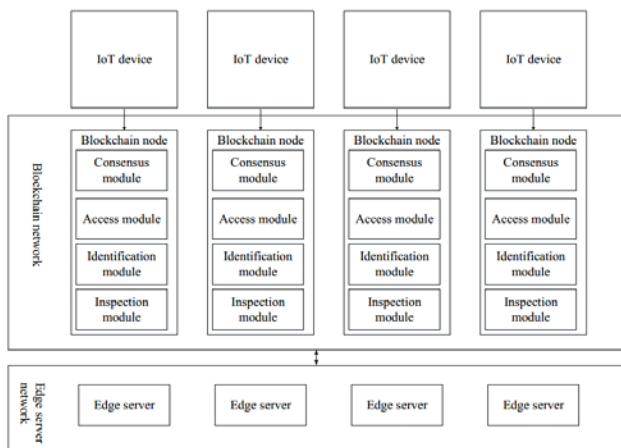 IoT device
IoT device
IoT device
IoT device
Blockchain network
Blockchain node
Consensus
module
Access module
Identification
module
Inspection
module
Blockchain node
Consensus
module
Access module
Identification
module
Inspection
module
Blockchain node
Consensus
module
Access module
Identification
module
Inspection
module
Blockchain node
Consensus
module
Access module
Identification
module
Inspection
module
Edge server
network
Edge server
Edge server
Edge server
Edge server